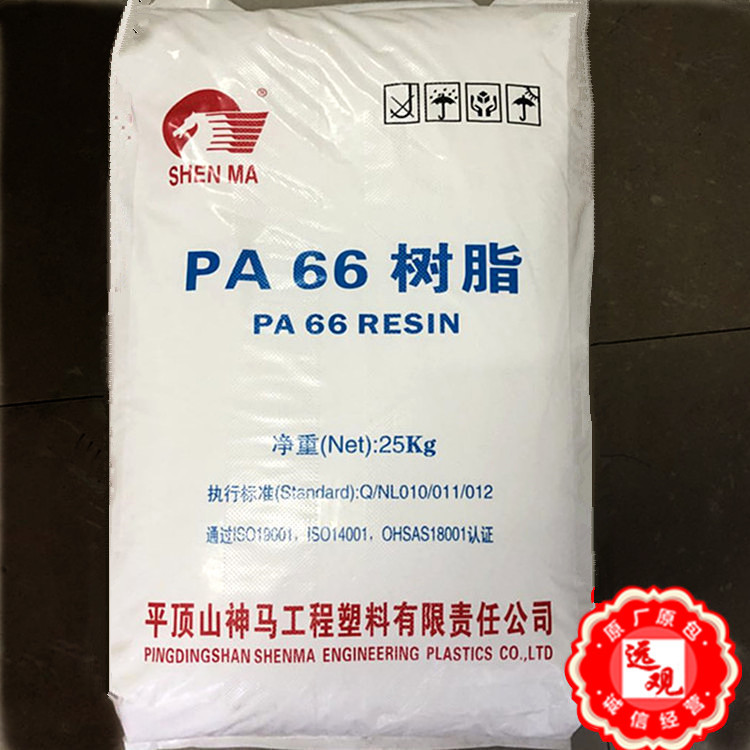 ®
SHEN MA
PA 66 树脂
PA 66 RESIN
净重(Net):25Kg
执行标准(Standard):Q/NL010/011/012
通过ISO19001，ISO14001，OHSAS18001认证
平顶山神马工程塑料有限责任公司
PINGDINGSHAN SHENMA ENGINEERING PLASTICS CO.,LTD
原厂原包
远观
诚信经营